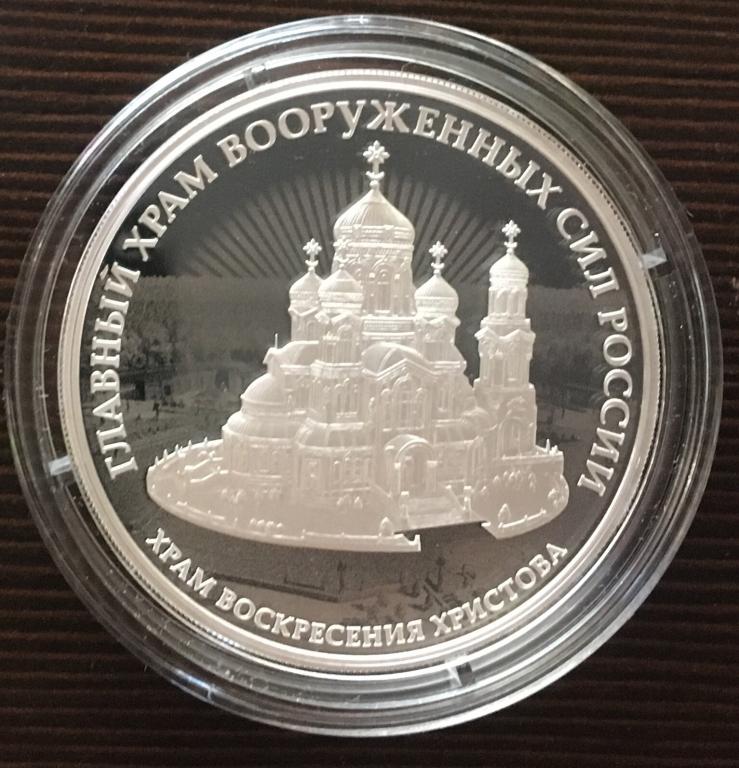 ГЛАВНЫЙ ХРАМ ВООРУЖЕННЫХ СИЛ РОССИИ
ХРАМ ВОСКРЕСЕНИЯ ХРИСТОВА